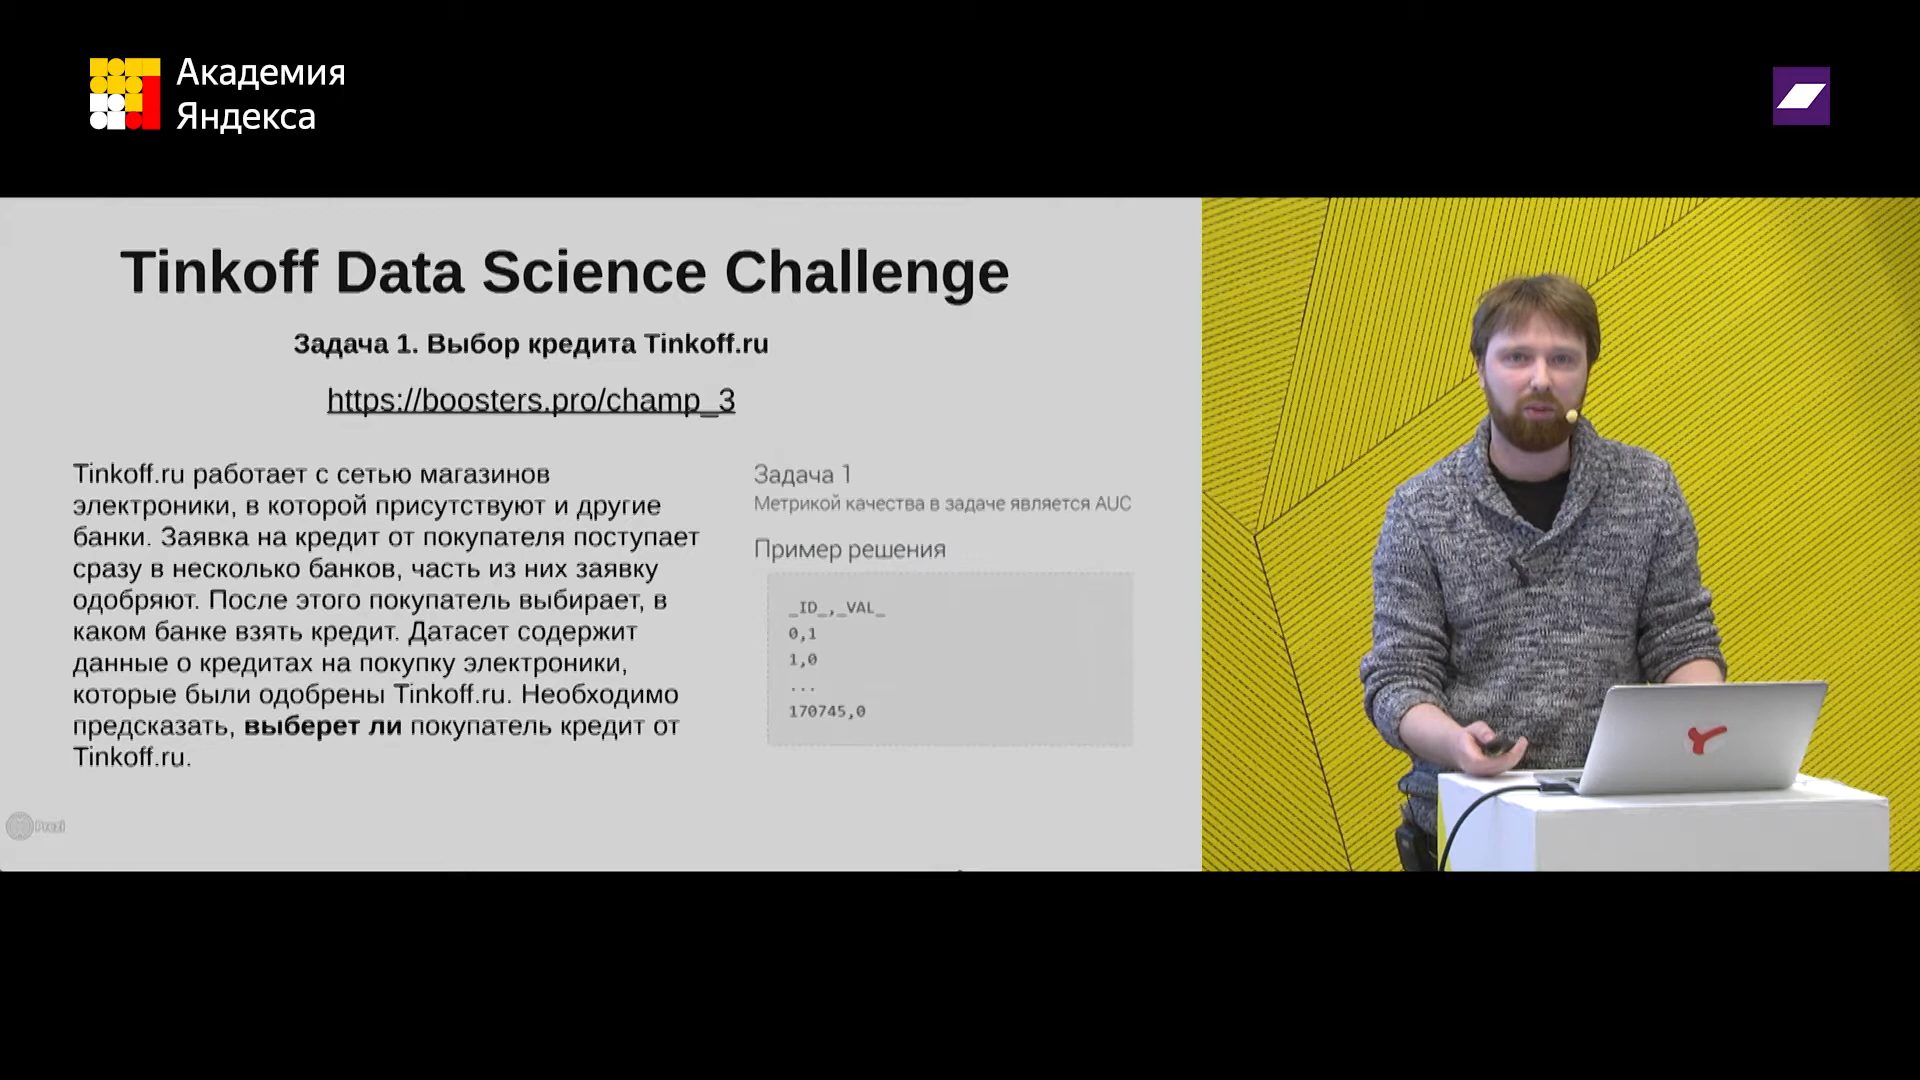 Академия
Яндекса
Tinkoff Data Science Challenge
Задача 1. Выбор кредита Tinkoff.ru
https://boosters.pro/champ_3
Tinkoff.ru работает с сетью магазинов
электроники, в которой присутствуют и другие
банки. Заявка на кредит от покупателя поступает
сразу в несколько банков, часть из них заявку
одобряют. После этого покупатель выбирает, в
каком банке взять кредит. Датасет содержит
данные о кредитах на покупку электроники,
которые были одобрены Tinkoff.ru. Необходимо
предсказать, выберет ли покупатель кредит от
Tinkoff.ru.
Задача 1
Метрикой качества в задаче является AUC
Пример решения
_ID_,_VAL_
0,1
1,0
...
170745,0
Prezi